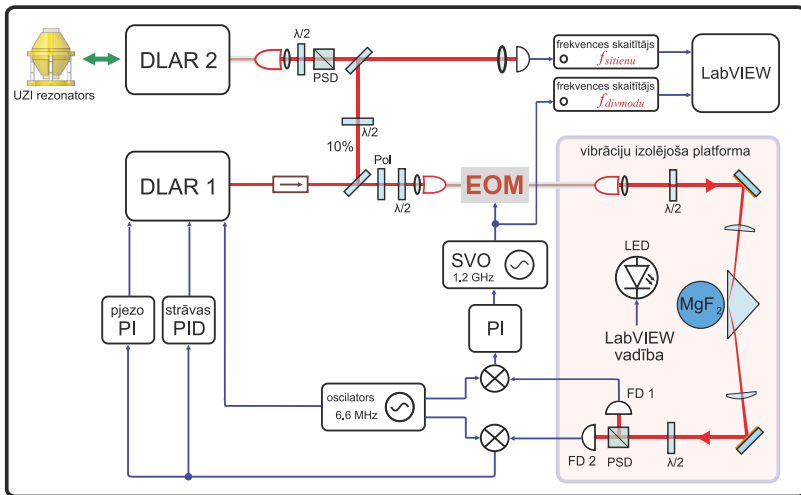 UZI rezonators
DLAR 2
λ/2
PSD
frekvences skaitītājs
fsitienu
LabVIEW
frekvences skaitītājs
fdivmodu
λ/2
10%
DLAR 1
Pol
λ/2
EOM
vibrāciju izolējoša platforma
λ/2
SVO
1.2 GHz
LED
MgF2
pjezo
PI
strāvas
PID
PI
LabVIEW
vadība
oscilators
6.6 MHz
FD 1
FD 2
PSD
λ/2